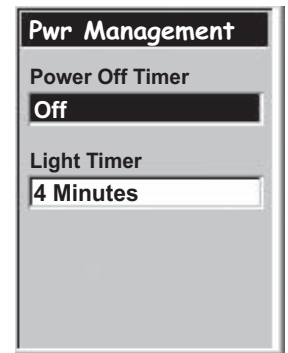 Pwr Management
Power Off Timer
Off
Light Timer
4 Minutes